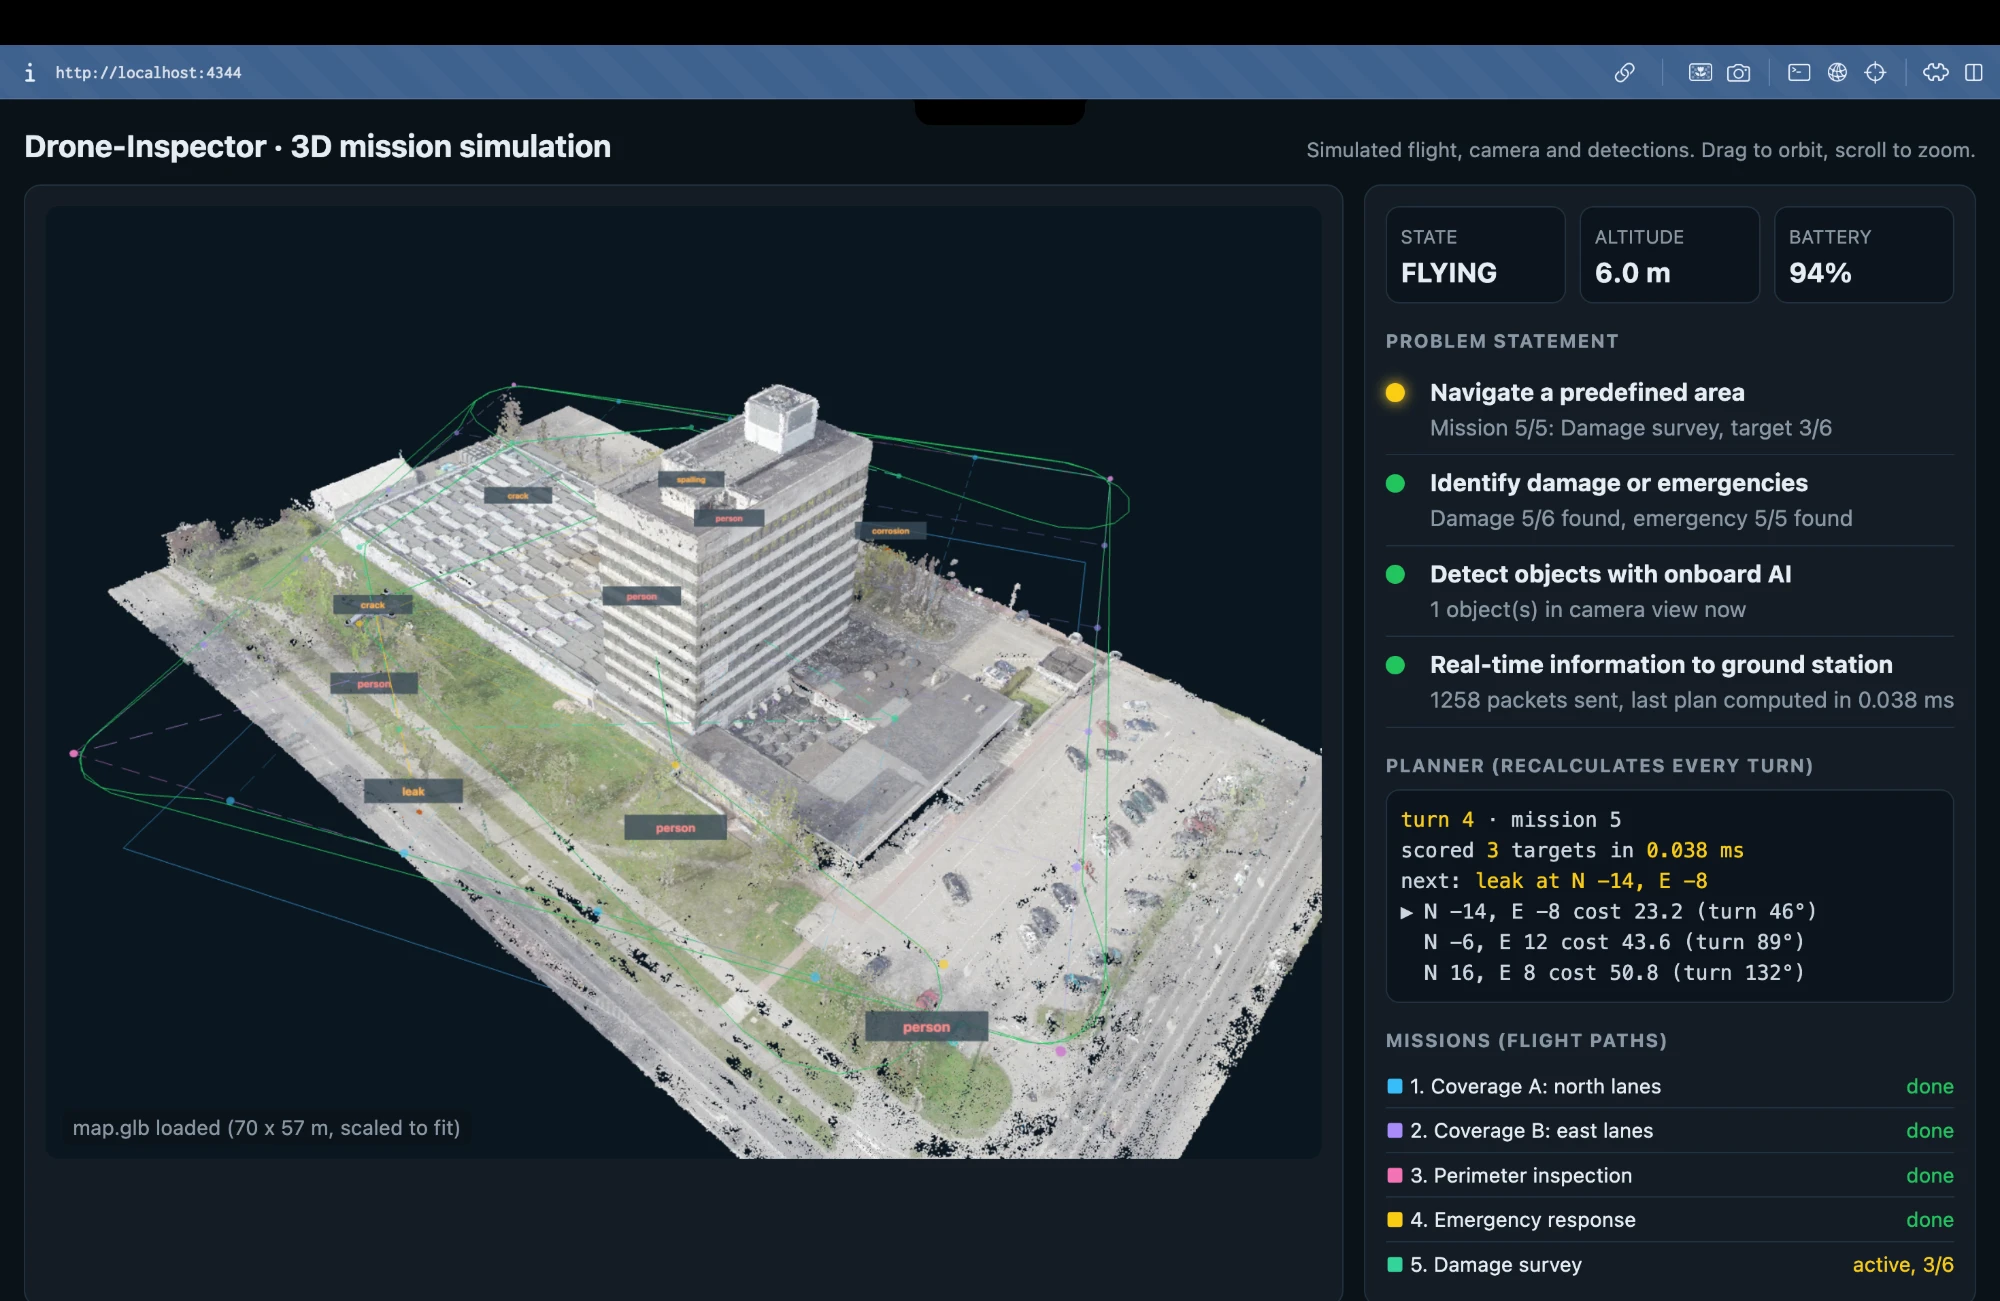 http://localhost:4344
Drone-Inspector · 3D mission simulation
Simulated flight, camera and detections. Drag to orbit, scroll to zoom.
crack
spalling
person
corrosion
person
crack
person
leak
person
person
map.glb loaded (70 x 57 m, scaled to fit)
STATE
FLYING
ALTITUDE
6.0 m
BATTERY
94%
PROBLEM STATEMENT
Navigate a predefined area
Mission 5/5: Damage survey, target 3/6
Identify damage or emergencies
Damage 5/6 found, emergency 5/5 found
Detect objects with onboard AI
1 object(s) in camera view now
Real-time information to ground station
1258 packets sent, last plan computed in 0.038 ms
PLANNER (RECALCULATES EVERY TURN)
turn 4 · mission 5
scored 3 targets in 0.038 ms
next: leak at N −14, E −8
▶ N −14, E −8 cost 23.2 (turn 46°)
N −6, E 12 cost 43.6 (turn 89°)
N 16, E 8 cost 50.8 (turn 132°)
MISSIONS (FLIGHT PATHS)
1. Coverage A: north lanes done
2. Coverage B: east lanes done
3. Perimeter inspection done
4. Emergency response done
5. Damage survey active, 3/6